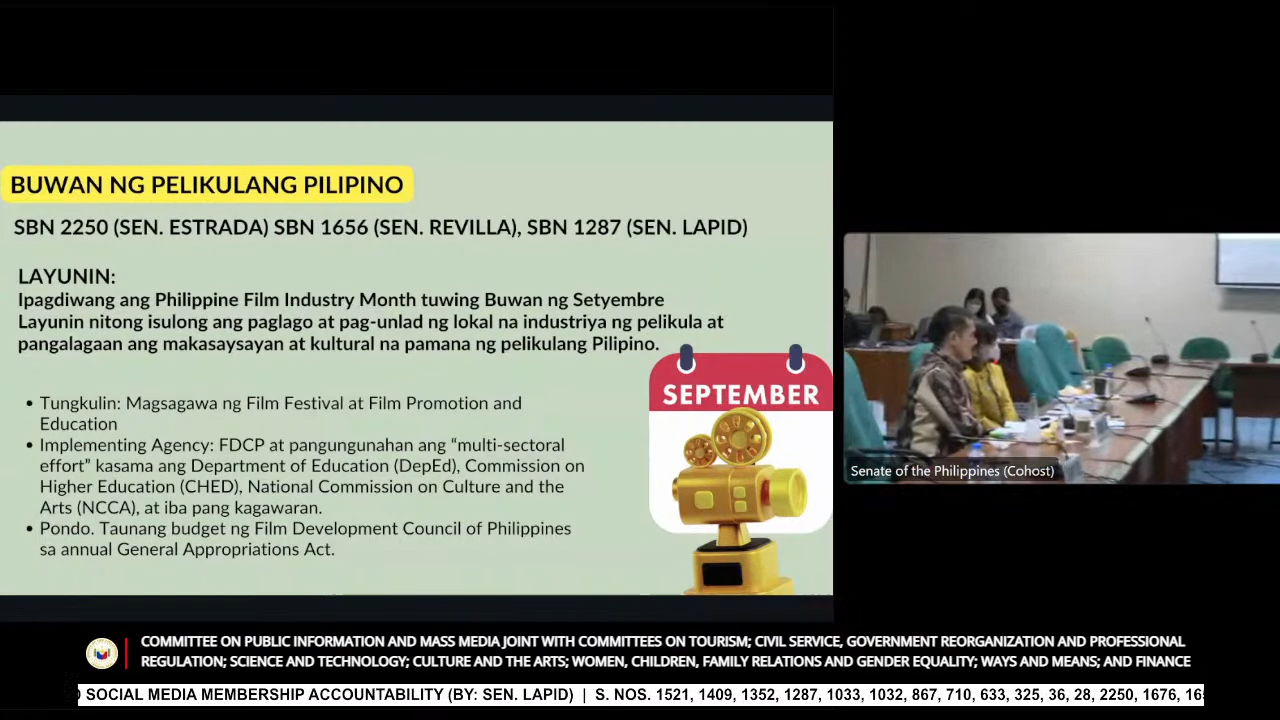 BUWAN NG PELIKULANG PILIPINO
SBN 2250 (SEN. ESTRADA) SBN 1656 (SEN. REVILLA), SBN 1287 (SEN. LAPID)
LAYUNIN:
Ipagdiwang ang Philippine Film Industry Month tuwing Buwan ng Setyembre
Layunin nitong isulong ang paglago at pag-unlad ng lokal na industriya ng pelikula at
pangalagaan ang makasaysayan at kultural na pamana ng pelikulang Pilipino.
SEPTEMBER
• Tungkulin: Magsagawa ng Film Festival at Film Promotion and
Education
• Implementing Agency: FDCP at pangungunahan ang “multi-sectoral
effort” kasama ang Department of Education (DepEd), Commission on
Higher Education (CHED), National Commission on Culture and the
Arts (NCCA), at iba pang kagawaran.
• Pondo. Taunang budget ng Film Development Council of Philippines
sa annual General Appropriations Act.
Senate of the Philippines (Cohost)
COMMITTEE ON PUBLIC INFORMATION AND MASS MEDIA JOINT WITH COMMITTEES ON TOURISM; CIVIL SERVICE, GOVERNMENT REORGANIZATION AND PROFESSIONAL
REGULATION; SCIENCE AND TECHNOLOGY; CULTURE AND THE ARTS; WOMEN, CHILDREN, FAMILY RELATIONS AND GENDER EQUALITY; WAYS AND MEANS; AND FINANCE
SOCIAL MEDIA MEMBERSHIP ACCOUNTABILITY (BY: SEN. LAPID) | S. NOS. 1521, 1409, 1352, 1287, 1033, 1032, 867, 710, 633, 325, 36, 28, 2250, 1676,